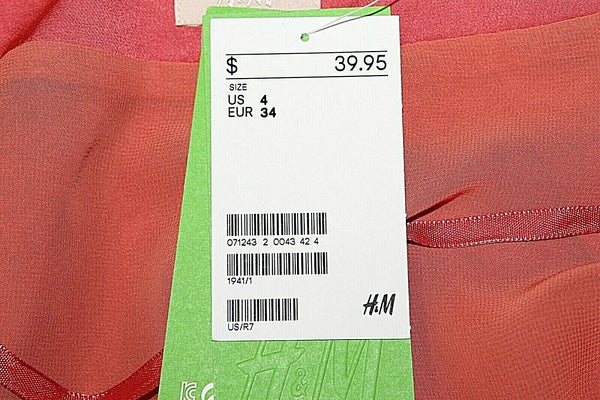 $ 39.95
SIZE
US 4
EUR 34
071243 2 0043 42 4
1941/1
US/R7
H&M
H&M